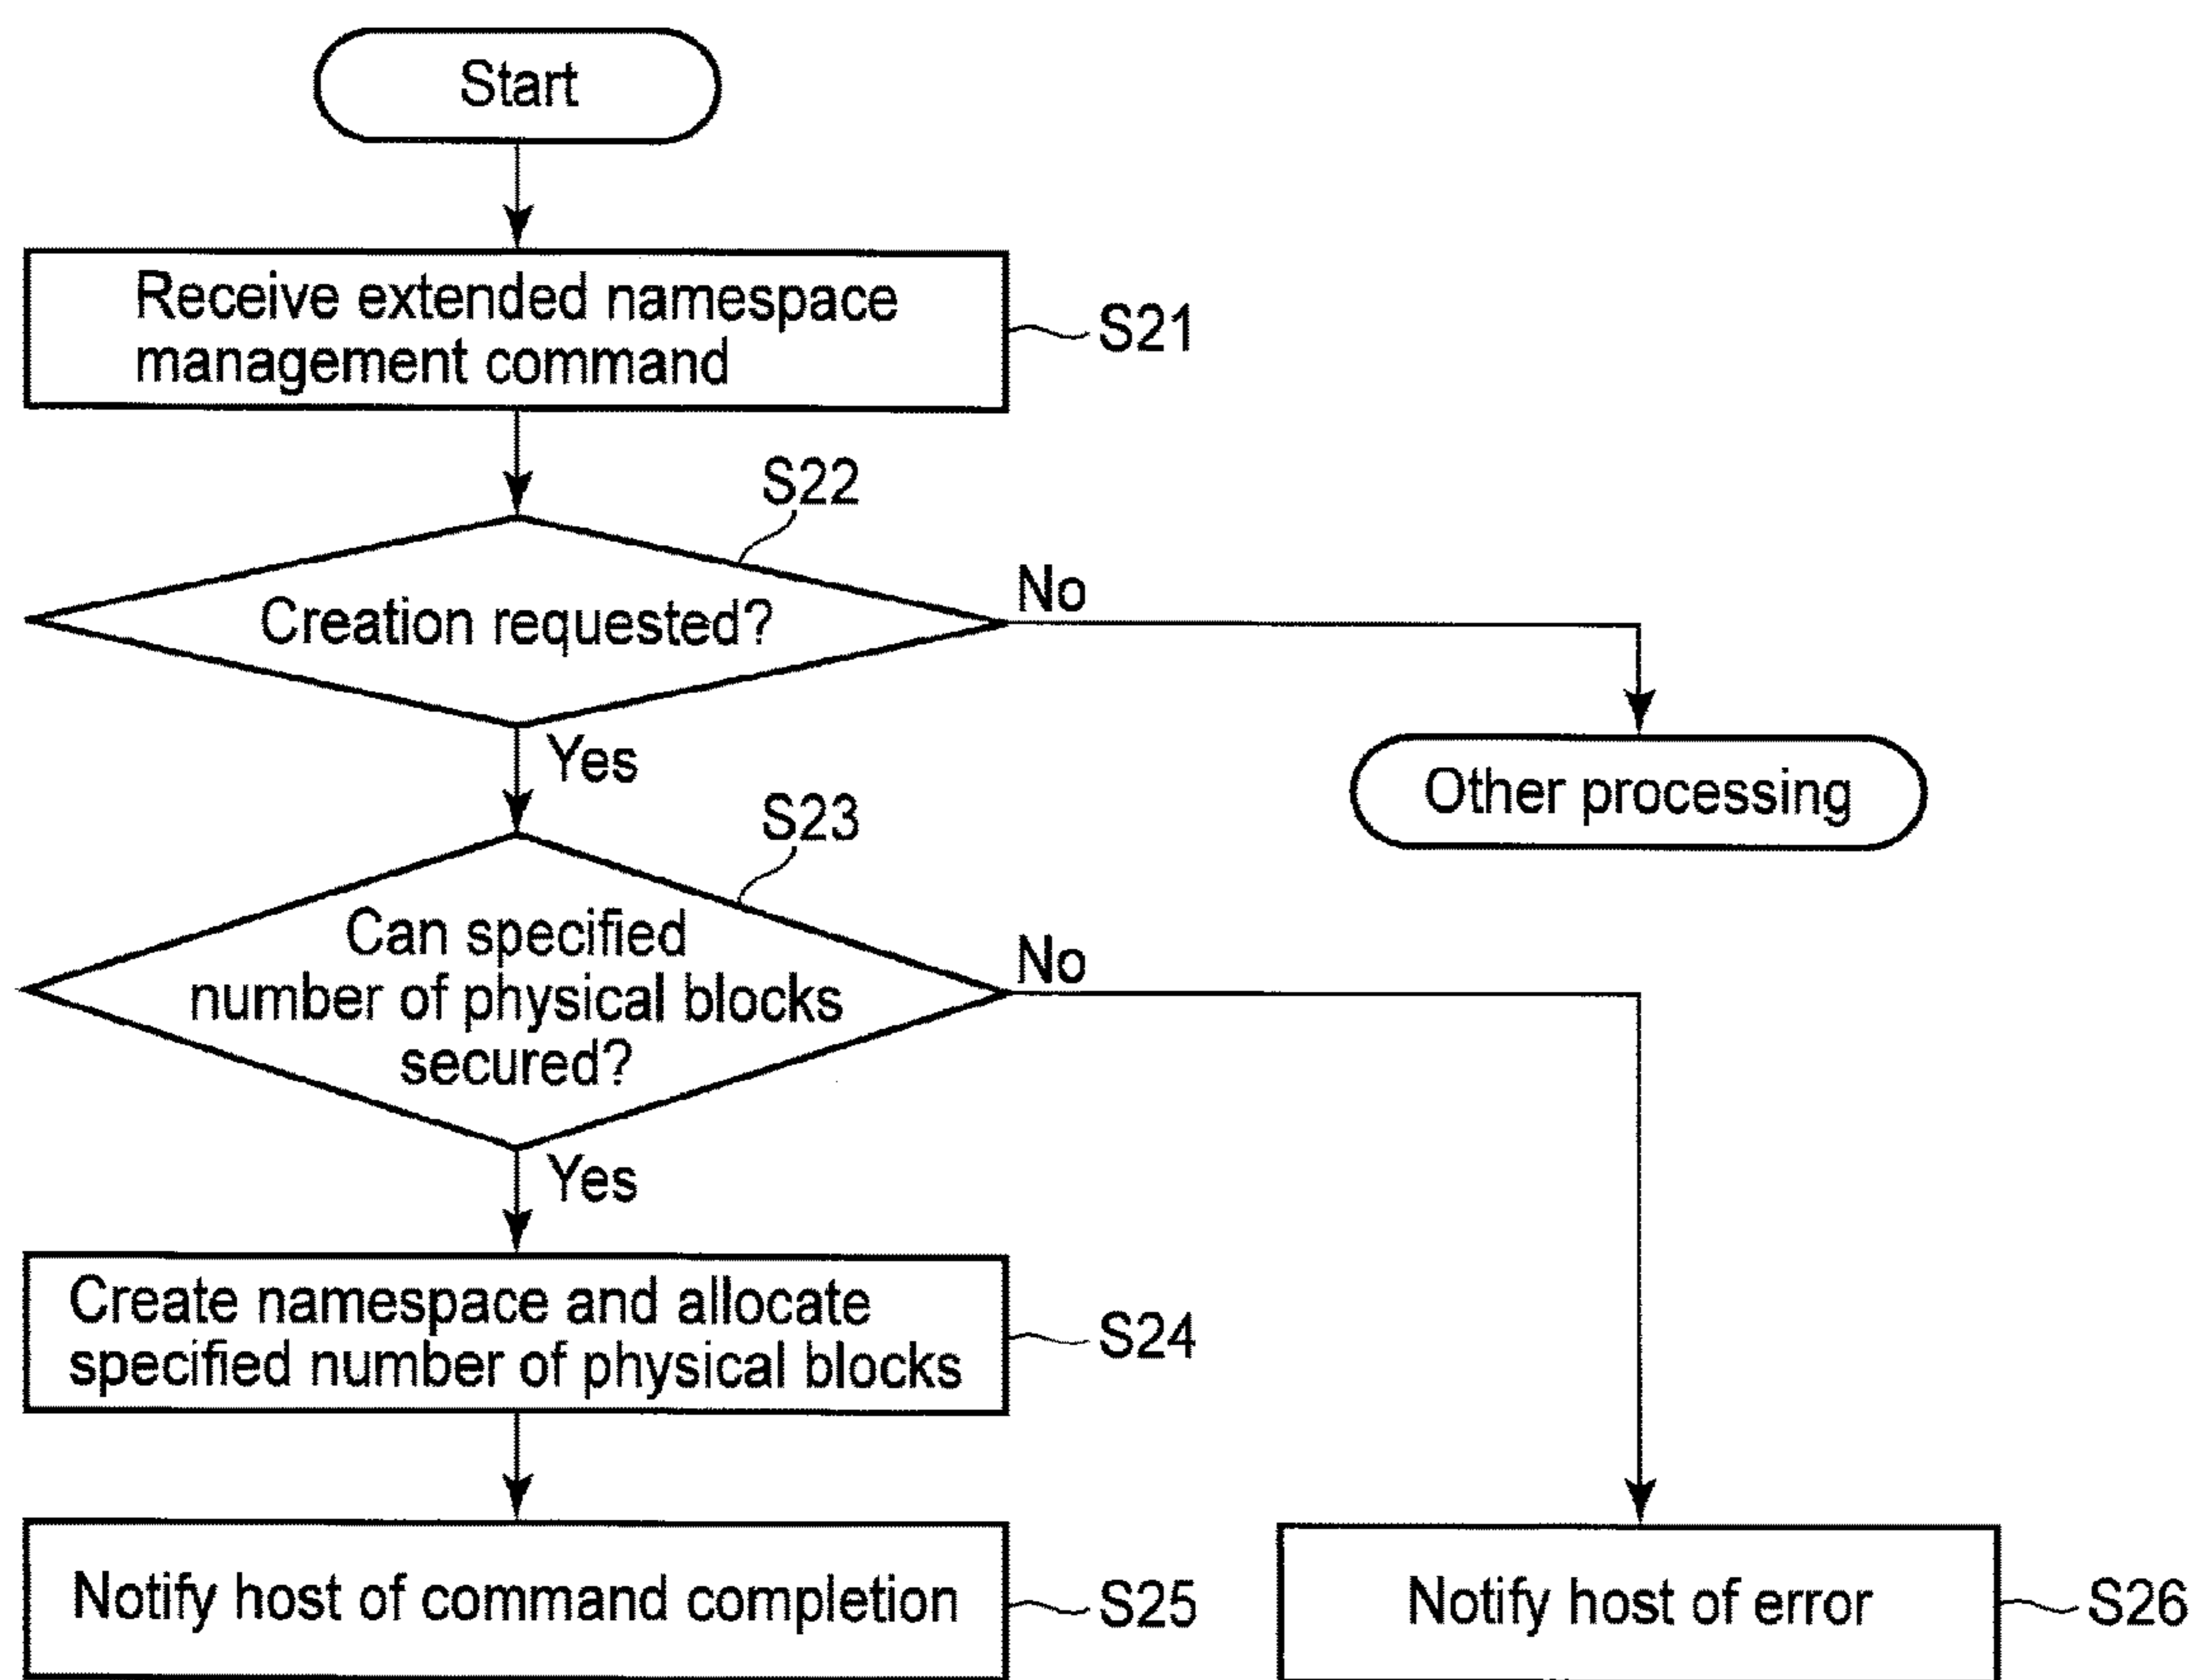 Start
Receive extended namespace
management command
S21
S22
Creation requested?
No
Yes
Other processing
S23
Can specified
number of physical blocks
secured?
No
Yes
Create namespace and allocate
specified number of physical blocks
S24
Notify host of command completion
S25
Notify host of error
S26